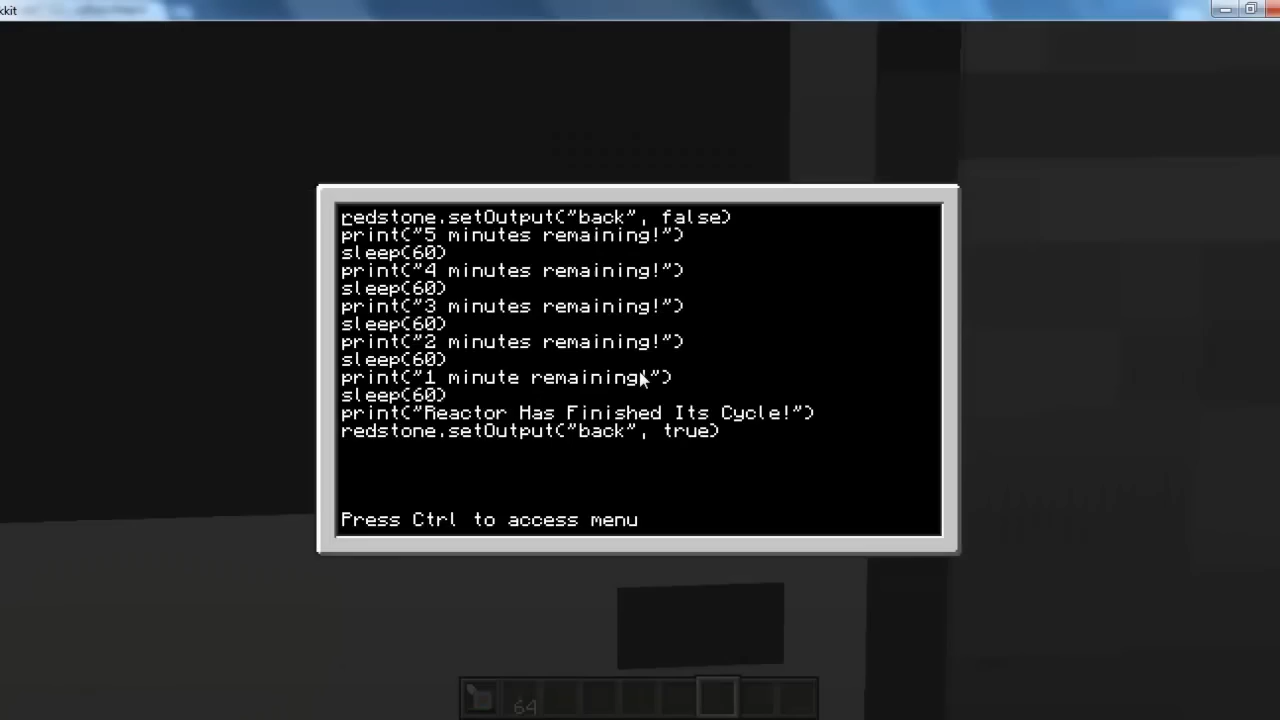 kkit
redstone.setOutput("back", false)
print("5 minutes remaining!")
sleep(60)
print("4 minutes remaining!")
sleep(60)
print("3 minutes remaining!")
sleep(60)
print("2 minutes remaining!")
sleep(60)
print("1 minute remaining!")
sleep(60)
print("Reactor Has Finished Its Cycle!")
redstone.setOutput("back", true)
Press Ctrl to access menu
64